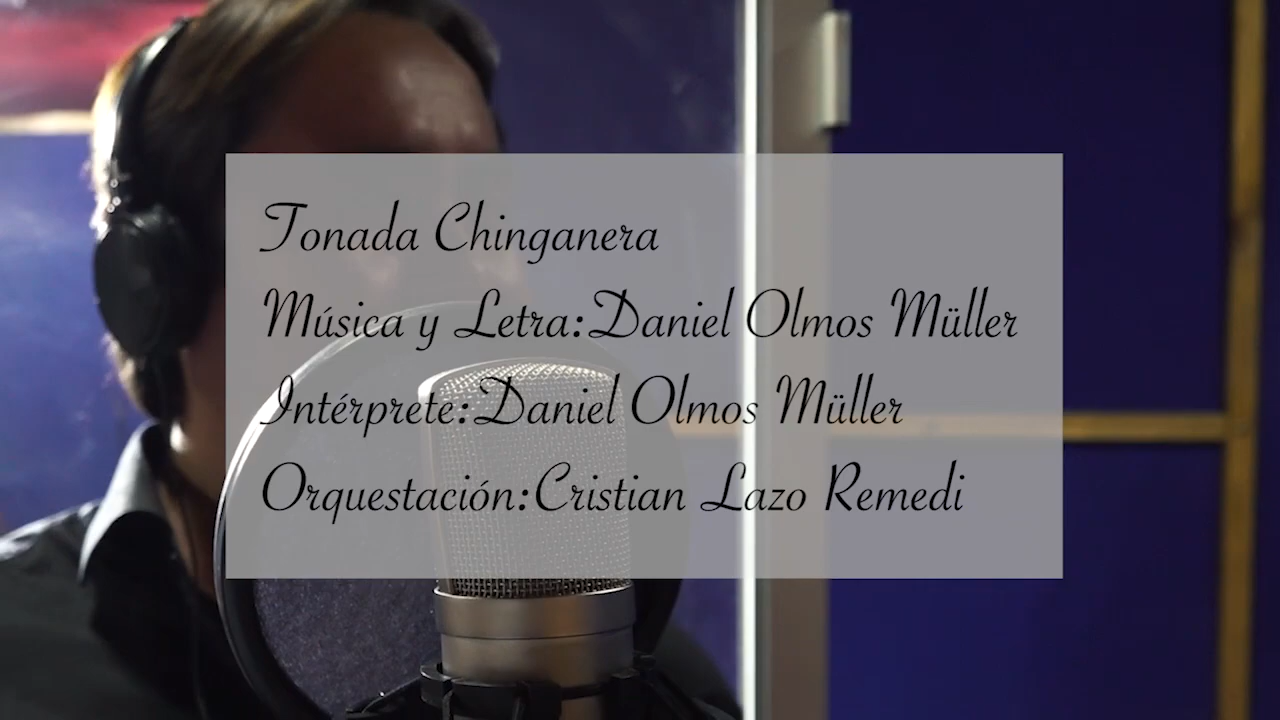 Tonada Chinganera
Música y Letra:Daniel Olmos Müller
Intérprete:Daniel Olmos Müller
Orquestación:Cristian Lazo Remedi